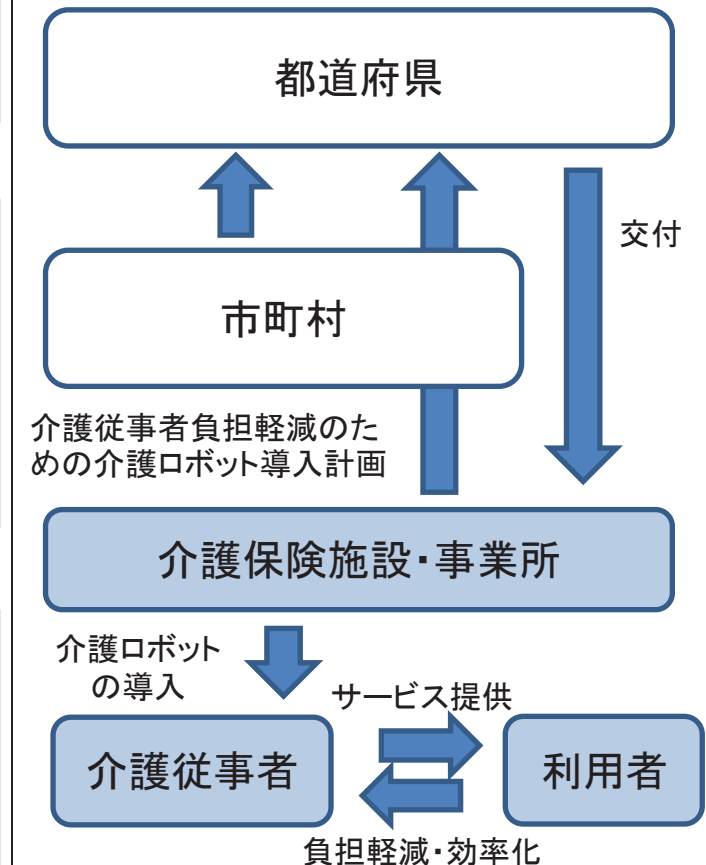 都道府県
交付
市町村
介護従事者負担軽減のた
めの介護ロボット導入計画
介護保険施設・事業所
介護ロボット
の導入
サービス提供
介護従事者
利用者
負担軽減・効率化